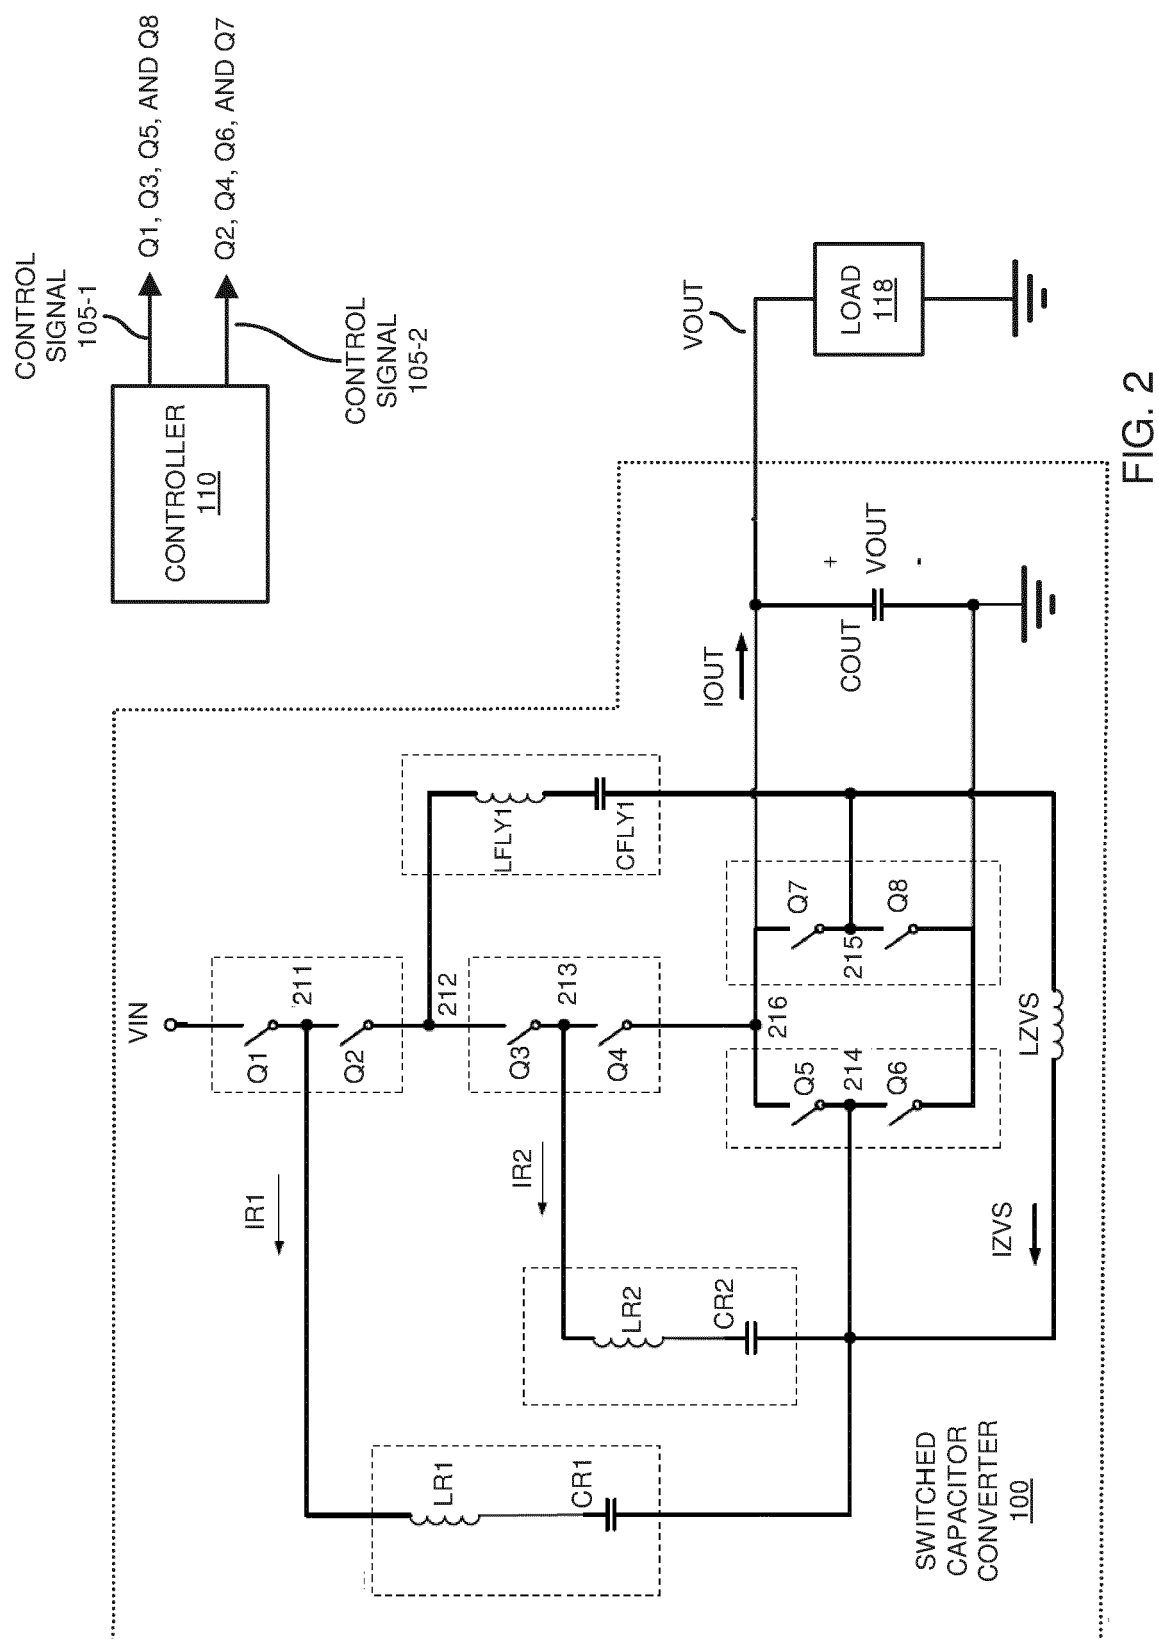 CONTROLLER
110
CONTROL
SIGNAL
105-1
Q1, Q3, Q5, AND Q8
Q2, Q4, Q6, AND Q7
CONTROL
SIGNAL
105-2
VIN
Q1
211
Q2
212
Q3
213
Q4
216
IR1
IR2
LR1
CR1
LR2
CR2
LFLY1
CFLY1
Q5
214
Q6
Q7
215
Q8
LZVS
IZVS
IOUT
COUT
+
VOUT
-
VOUT
LOAD
118
SWITCHED
CAPACITOR
CONVERTER
100
FIG. 2